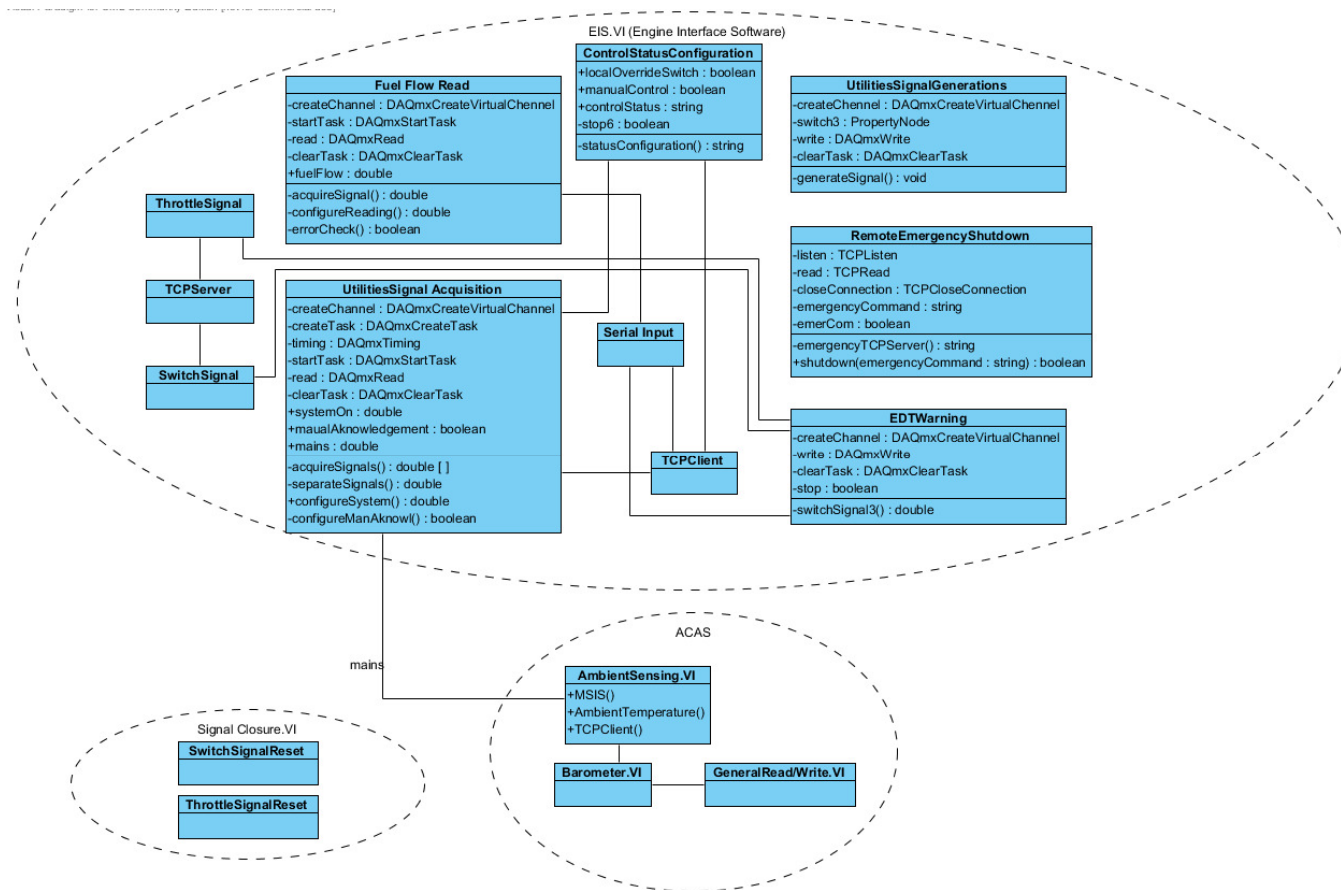 EIS.VI (Engine Interface Software)
ControlStatusConfiguration
+localOverrideSwitch : boolean
+manualControl : boolean
+controlStatus : string
-stop6 : boolean
-statusConfiguration() : string
Fuel Flow Read
-createChannel : DAQmxCreateVirtualChennel
-startTask : DAQmxStartTask
-read : DAQmxRead
-clearTask : DAQmxClearTask
+fuelFlow : double
-acquireSignal() : double
-configureReading() : double
-errorCheck() : boolean
UtilitiesSignalGenerations
-createChennel : DAQmxCreateVirtualChennel
-switch3 : PropertyNode
-write : DAQmxWrite
-clearTask : DAQmxClearTask
-generateSignal() : void
ThrottleSignal
TCPServer
SwitchSignal
UtilitiesSignal Acquisition
-createChannel : DAQmxCreateVirtualChennel
-createTask : DAQmxCreateTask
-timing : DAQmxTiming
-startTask : DAQmxStartTask
-read : DAQmxRead
-clearTask : DAQmxClearTask
+systemOn : double
+maualAknowledgement : boolean
+mains : double
-acquireSignals() : double [ ]
-separateSignals() : double
+configureSystem() : double
-configureManAknowl() : boolean
Serial Input
TCPClient
RemoteEmergencyShutdown
-listen : TCPListen
-read : TCPRead
-closeConnection : TCPCloseConnection
-emergencyCommand : string
-emerCom : boolean
-emergencyTCPServer() : string
+shutdown(emergencyCommand : string) : boolean
EDTWarning
-createChannel : DAQmxCreateVirtualChannel
-write : DAQmxWrite
-clearTask : DAQmxClearTask
-stop : boolean
-switchSignal3() : double
mains
ACAS
AmbientSensing.VI
+MSIS()
+AmbientTemperature()
+TCPClient()
Barometer.VI
GeneralRead/Write.VI
Signal Closure.VI
SwitchSignalReset
ThrottleSignalReset